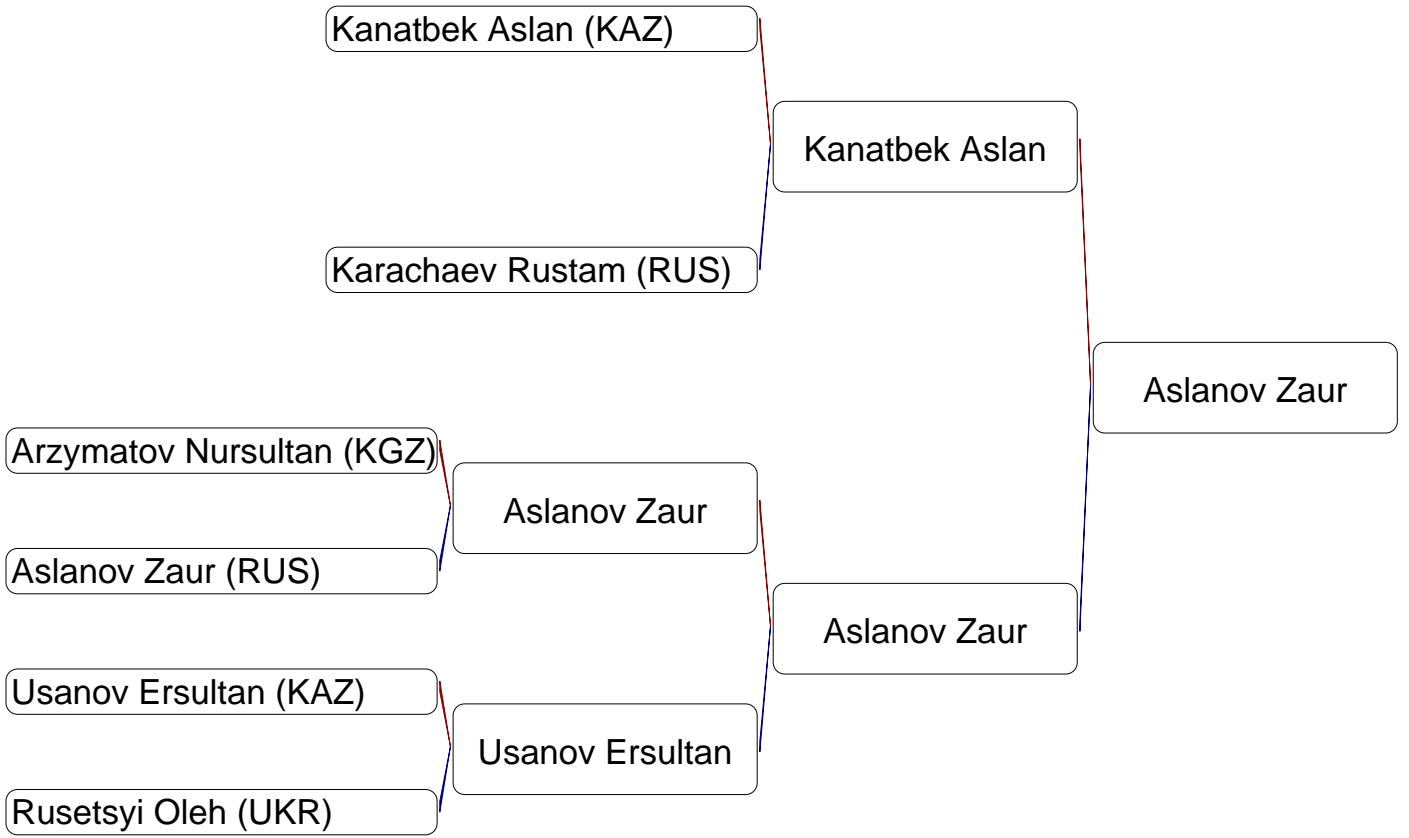 Kanatbek Aslan (KAZ)
Kanatbek Aslan
Karachaev Rustam (RUS)
Aslanov Zaur
Arzymatov Nursultan (KGZ)
Aslanov Zaur
Aslanov Zaur (RUS)
Aslanov Zaur
Usanov Ersultan (KAZ)
Usanov Ersultan
Rusetsyi Oleh (UKR)